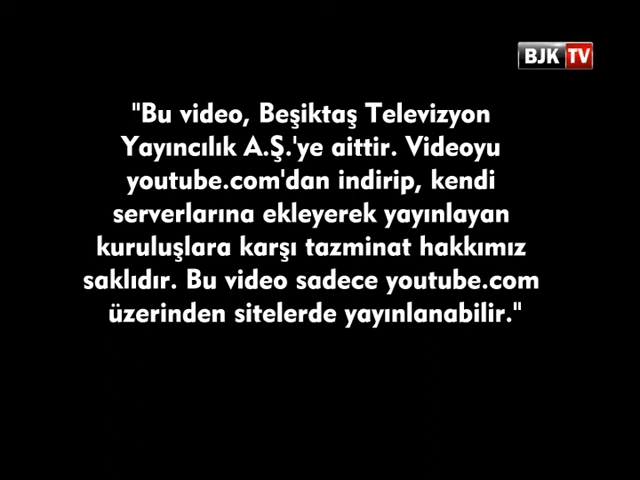 BJK TV
"Bu video, Beşiktaş Televizyon
Yayıncılık A.Ş.'ye aittir. Videoyu
youtube.com'dan indirip, kendi
serverlarına ekleyerek yayınlayan
kuruluşlara karşı tazminat hakkımız
saklıdır. Bu video sadece youtube.com
üzerinden sitelerde yayınlanabilir."